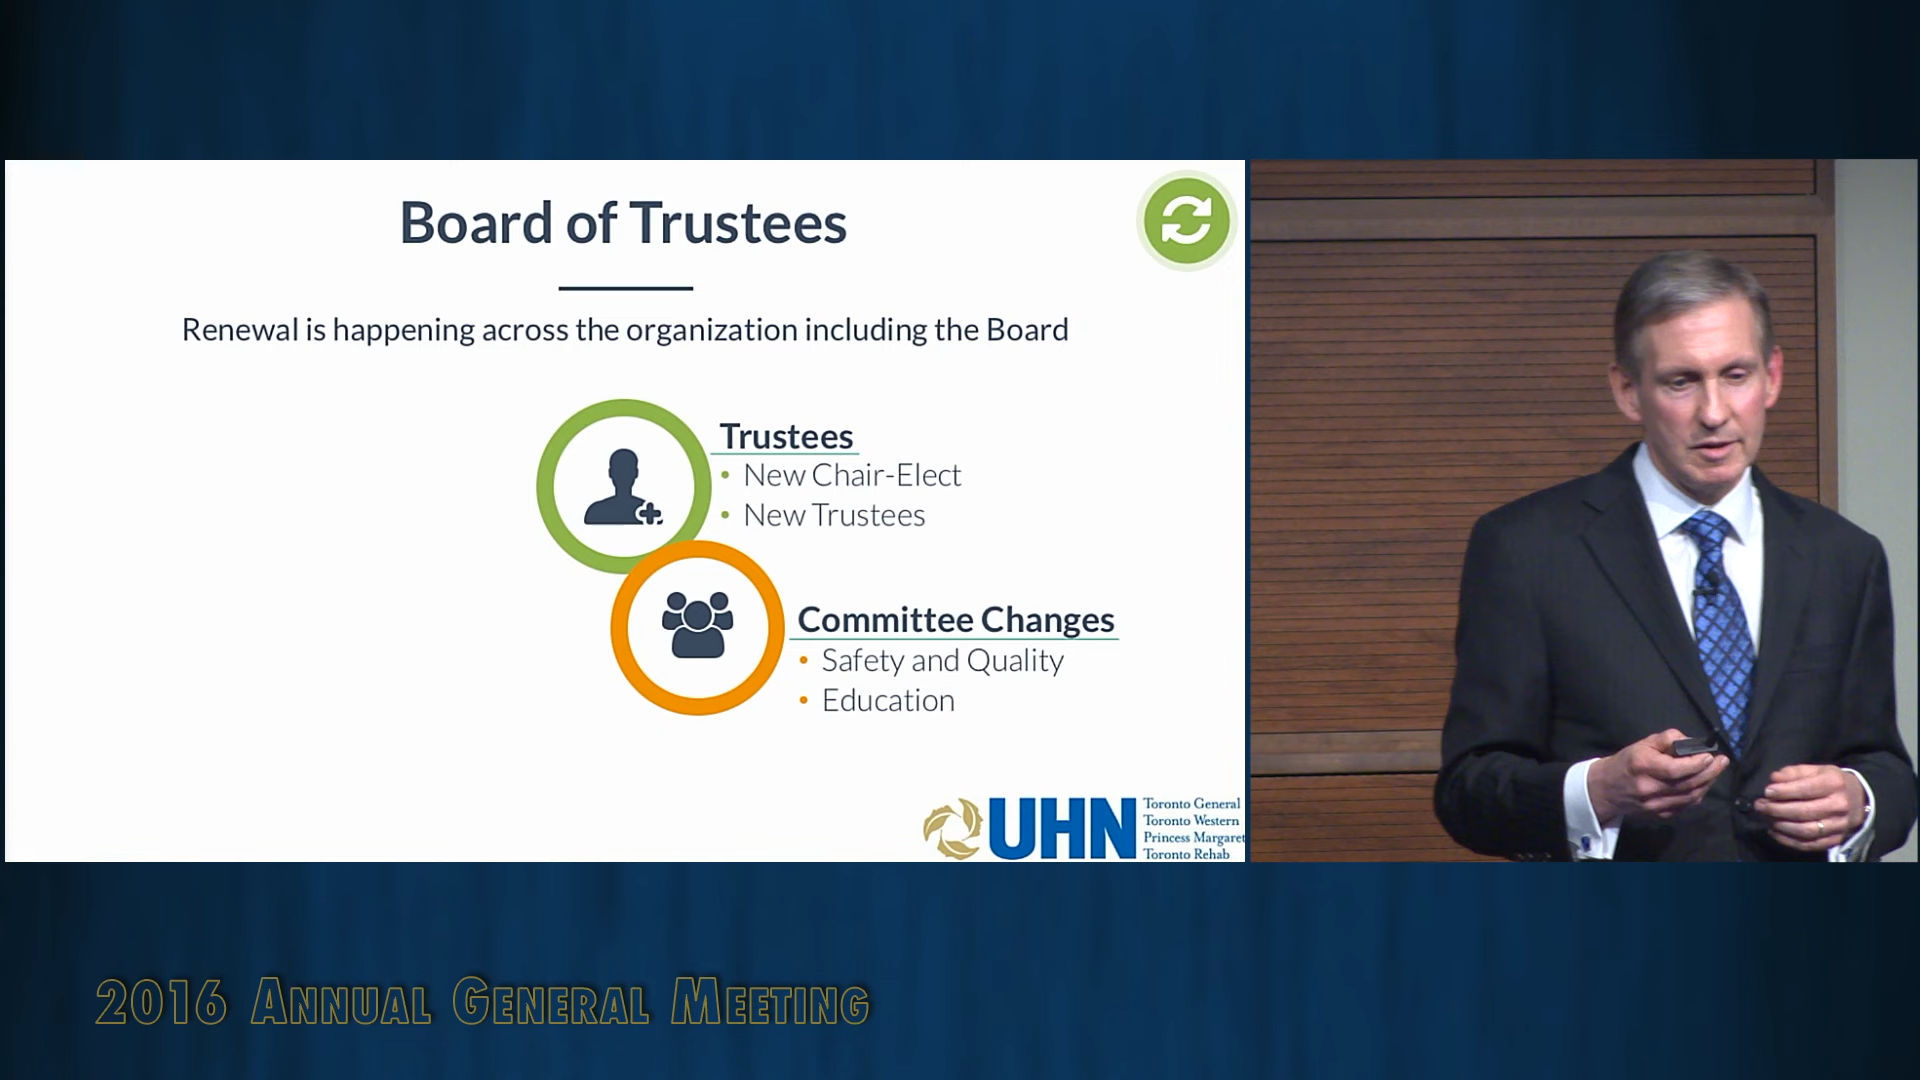 Board of Trustees
Renewal is happening across the organization including the Board
Trustees
• New Chair-Elect
• New Trustees
Committee Changes
• Safety and Quality
• Education
UHN
Toronto General
Toronto Western
Princess Margaret
Toronto Rehab
2016 Annual General Meeting